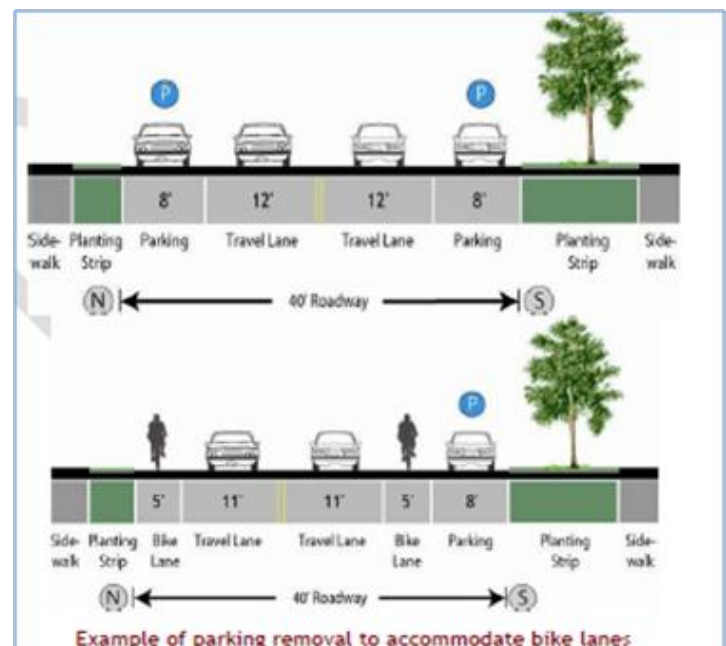 P P
8' 12' 12' 8'
Side- Planting Parking Travel Lane Travel Lane Parking Planting Side-
walk Strip Strip walk
N 40' Roadway S
P
5' 11' 11' 5' 8'
Side- Planting Bike Travel Lane Travel Lane Bike Parking Planting Side-
walk Strip Lane Lane Strip walk
N 40' Roadway S
Example of parking removal to accommodate bike lanes